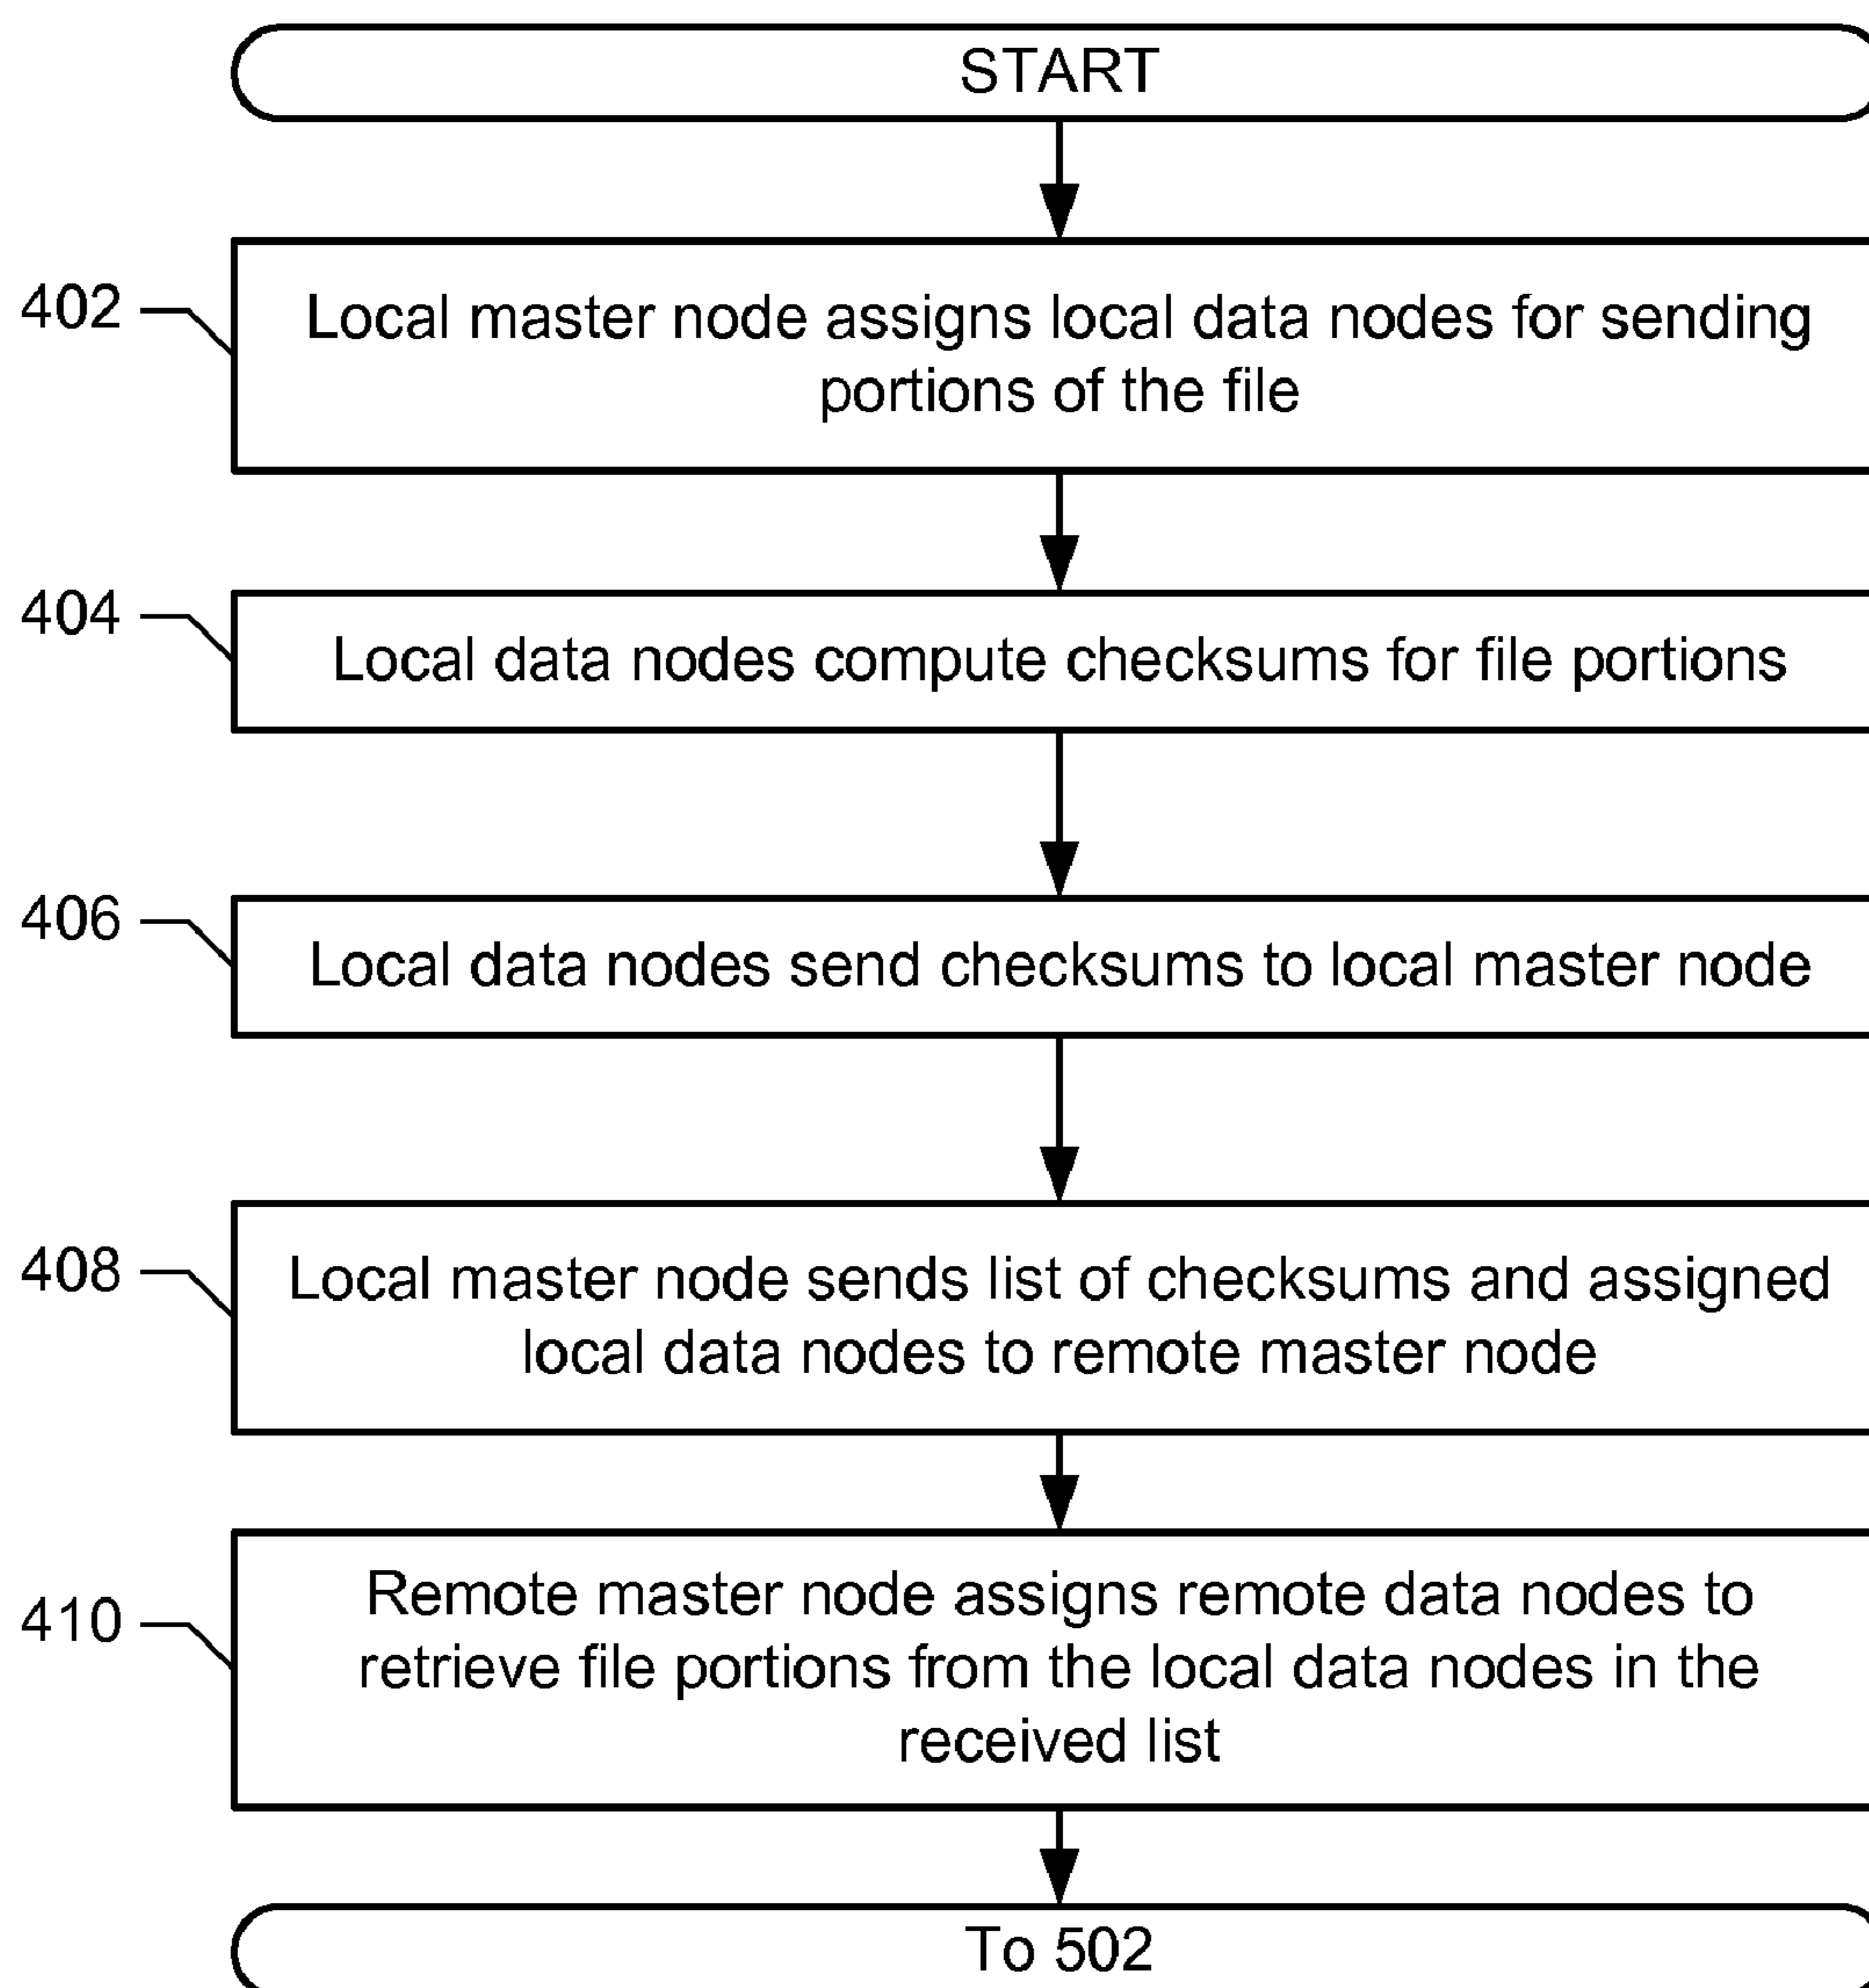 START
402
Local master node assigns local data nodes for sending
portions of the file
404
Local data nodes compute checksums for file portions
406
Local data nodes send checksums to local master node
408
Local master node sends list of checksums and assigned
local data nodes to remote master node
410
Remote master node assigns remote data nodes to
retrieve file portions from the local data nodes in the
received list
To 502